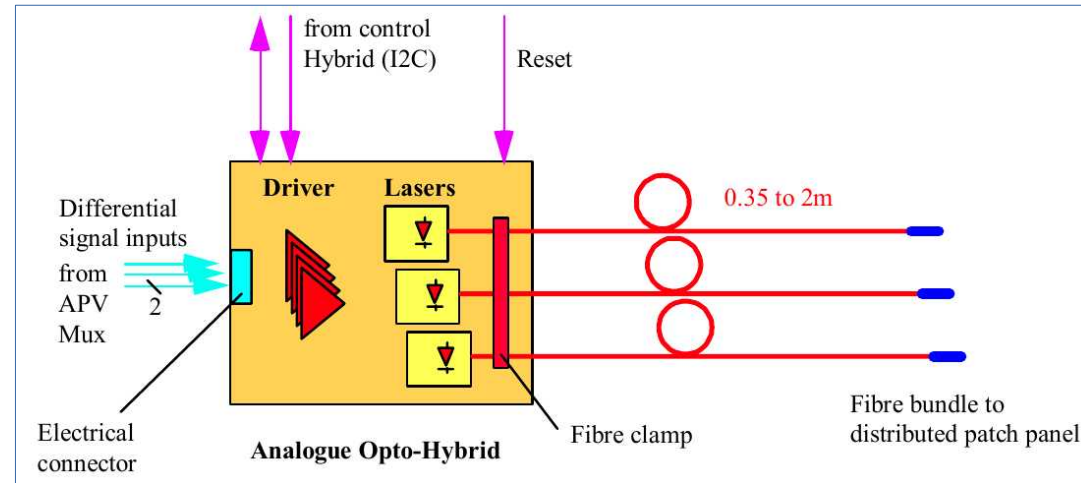 from control
Hybrid (I2C)
Reset
Driver
Lasers
Differential
signal inputs
from
APV
Mux
2
0.35 to 2m
Electrical
connector
Analogue Opto-Hybrid
Fibre clamp
Fibre bundle to
distributed patch panel